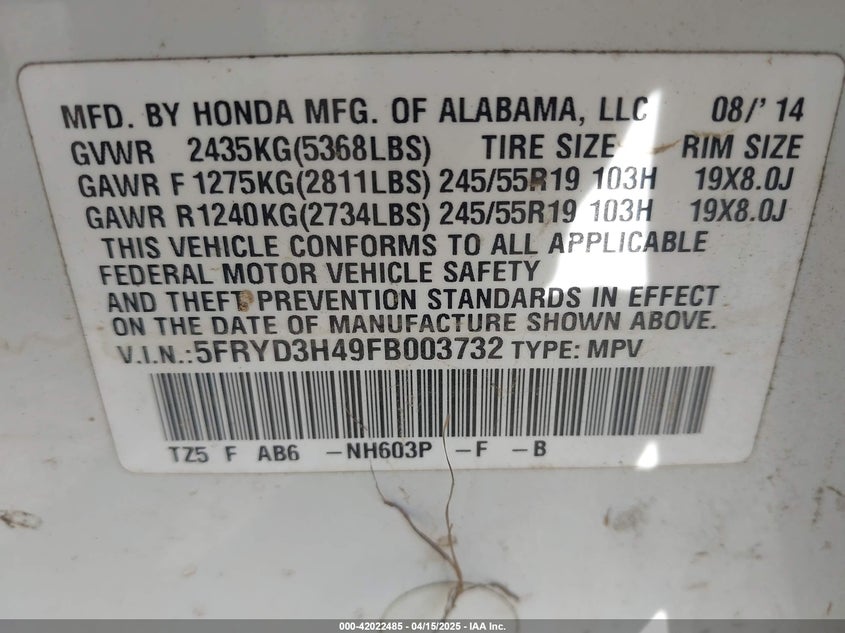 MFD. BY HONDA MFG. OF ALABAMA, LLC 08/'14
GVWR 2435KG(5368LBS) TIRE SIZE RIM SIZE
GAWR F 1275KG(2811LBS) 245/55R19 103H 19X8.0J
GAWR R1240KG(2734LBS) 245/55R19 103H 19X8.0J
THIS VEHICLE CONFORMS TO ALL APPLICABLE
FEDERAL MOTOR VEHICLE SAFETY
AND THEFT PREVENTION STANDARDS IN EFFECT
ON THE DATE OF MANUFACTURE SHOWN ABOVE.
V.I.N.:5FRYD3H49FB003732 TYPE: MPV
TZ5 F AB6 -NH603P -F -B
000-42022485 - 04/15/2025 - IAA Inc.